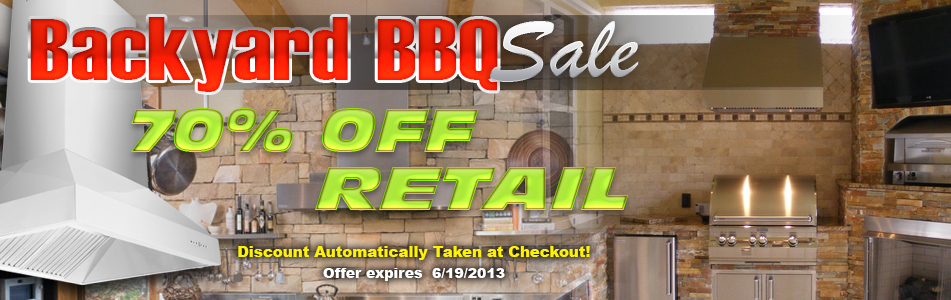 Backyard BBQ Sale
70% OFF
RETAIL
Discount Automatically Taken at Checkout!
Offer expires 6/19/2013